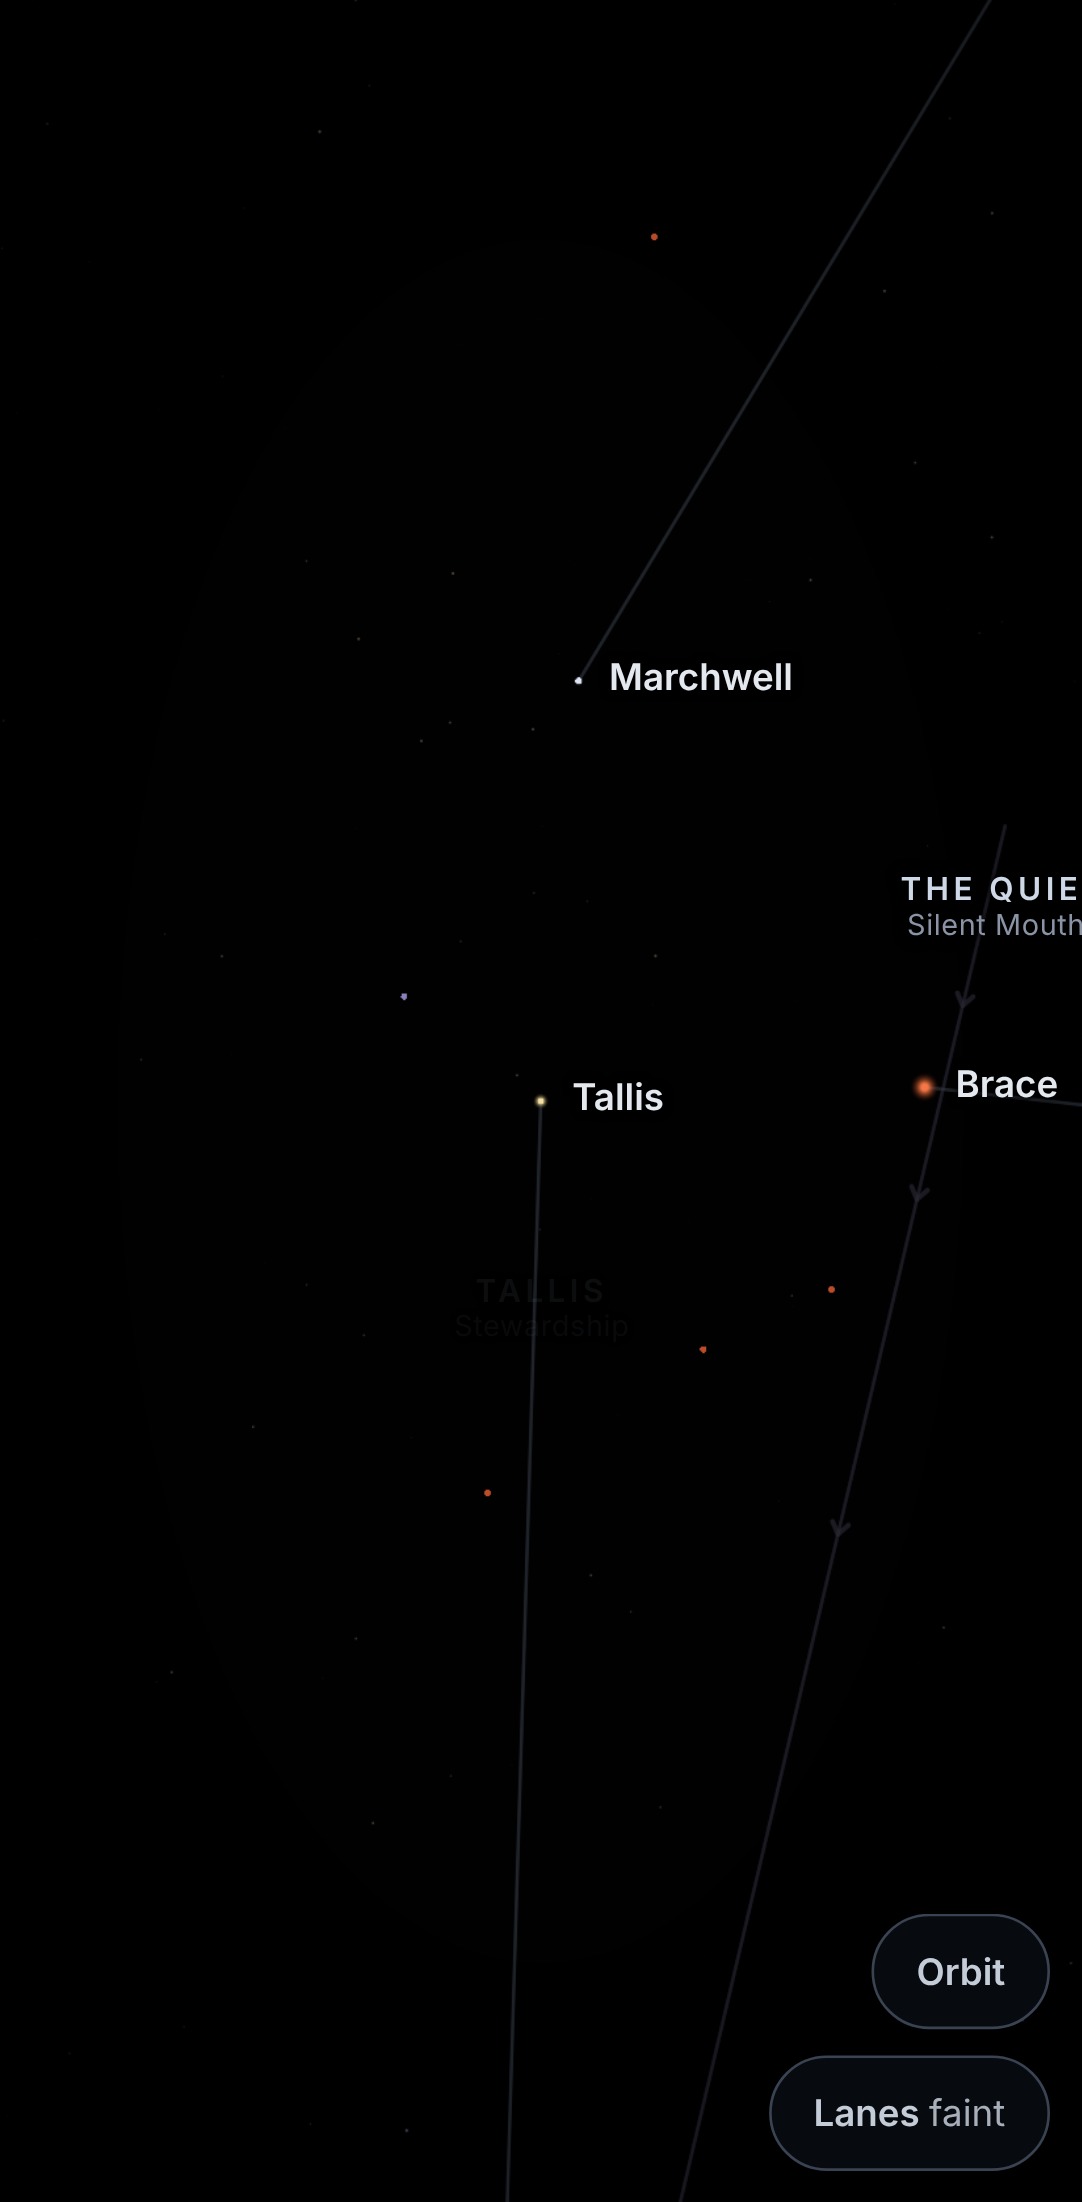 Marchwell
THE QUIE
Silent Mouth
Brace
Tallis
TALLIS
Stewardship
Orbit
Lanes faint